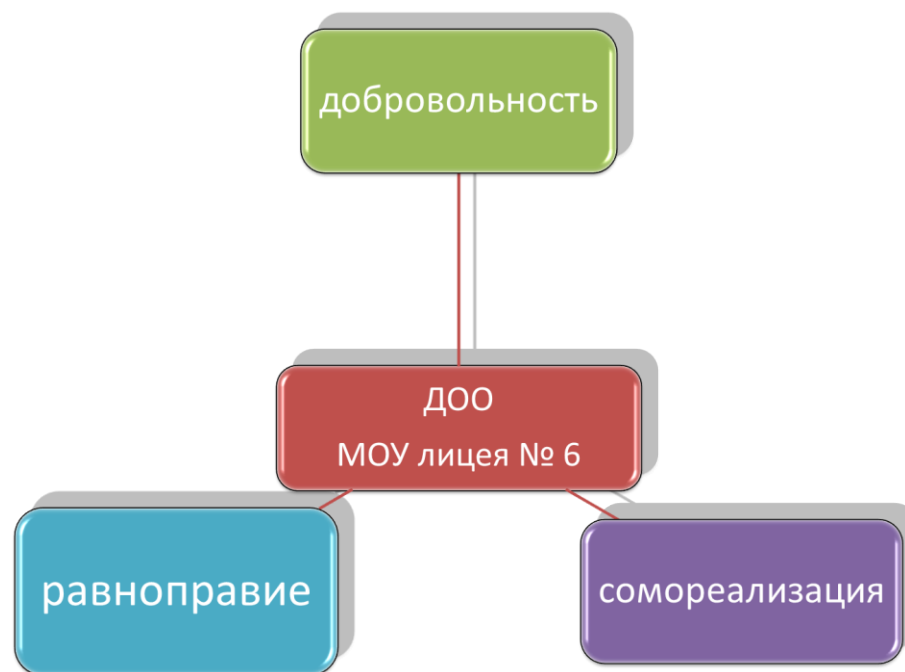 добровольность
ДОО
МОУ лицея № 6
равноправие
сомореализация